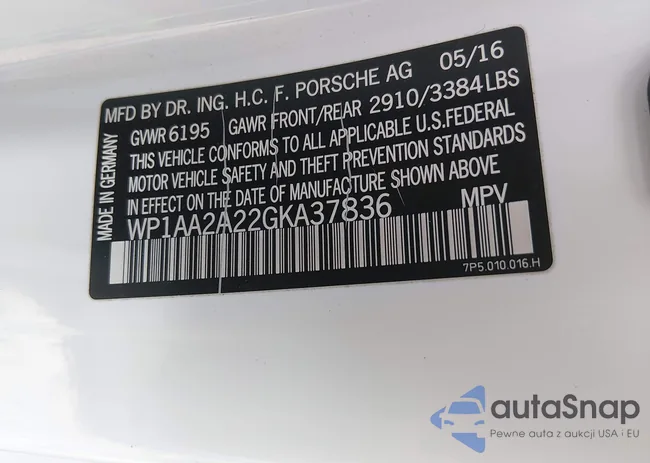 MFD BY DR. ING. H.C. F. PORSCHE AG 05/16
GVWR 6195 GAWR FRONT/REAR 2910/3384 LBS
THIS VEHICLE CONFORMS TO ALL APPLICABLE U.S. FEDERAL
MOTOR VEHICLE SAFETY AND THEFT PREVENTION STANDARDS
IN EFFECT ON THE DATE OF MANUFACTURE SHOWN ABOVE
WP1AA2A22GKA37836 MPV
MADE IN GERMANY
7P5.010.016.H
autaSnap
Pewne auta z aukcji USA i EU